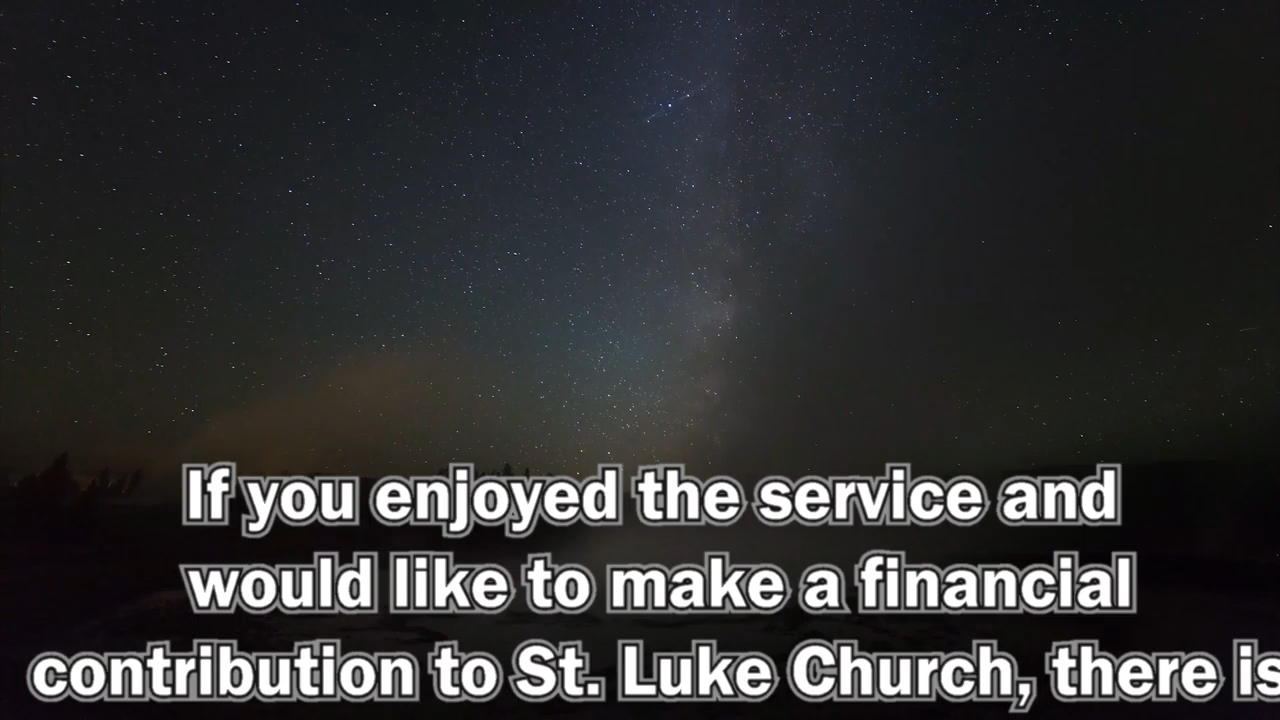 If you enjoyed the service and
would like to make a financial
contribution to St. Luke Church, there is